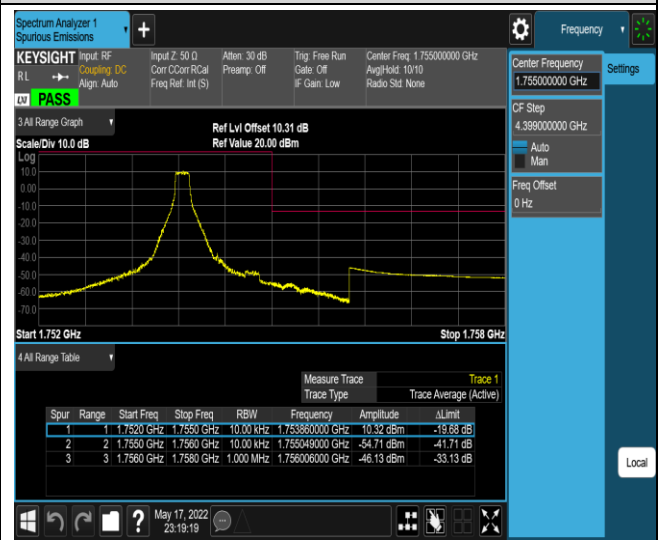 Spectrum Analyzer 1
Spurious Emissions
+
Frequency
KEYSIGHT Input: RF Input Z: 50 Ω Atten: 30 dB Trig: Free Run Center Freq: 1.755000000 GHz
RL Coupling: DC Corr CCorr RCal Preamp: Off Gate: Off Avg|Hold: 10/10
Align: Auto Freq Ref: Int (S) IF Gain: Low Radio Std: None
LXI PASS
3 All Range Graph
Ref Lvl Offset 10.31 dB
Scale/Div 10.0 dB Ref Value 20.00 dBm
Log
10.0
0.00
-10.0
-20.0
-30.0
-40.0
-50.0
-60.0
-70.0
Start 1.752 GHz Stop 1.758 GHz
4 All Range Table
Measure Trace Trace 1
Trace Type Trace Average (Active)
Spur Range Start Freq Stop Freq RBW Frequency Amplitude ΔLimit
1 1 1.7520 GHz 1.7550 GHz 10.00 kHz 1.753860000 GHz 10.32 dBm -19.68 dB
2 2 1.7550 GHz 1.7560 GHz 10.00 kHz 1.755049000 GHz -54.71 dBm -41.71 dB
3 3 1.7560 GHz 1.7580 GHz 1.000 MHz 1.756006000 GHz -46.13 dBm -33.13 dB
Center Frequency
1.755000000 GHz
Settings
CF Step
4.399000000 GHz
Auto
Man
Freq Offset
0 Hz
Local
?
May 17, 2022
23:19:19